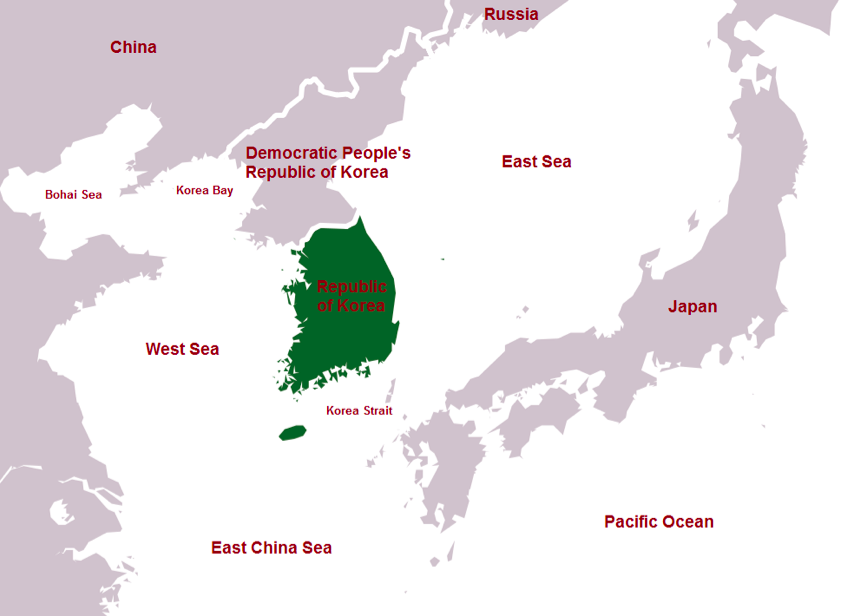 Russia
China
Democratic People's
Republic of Korea
East Sea
Korea Bay
Bohai Sea
Republic
of Korea
Japan
West Sea
Korea Strait
Pacific Ocean
East China Sea